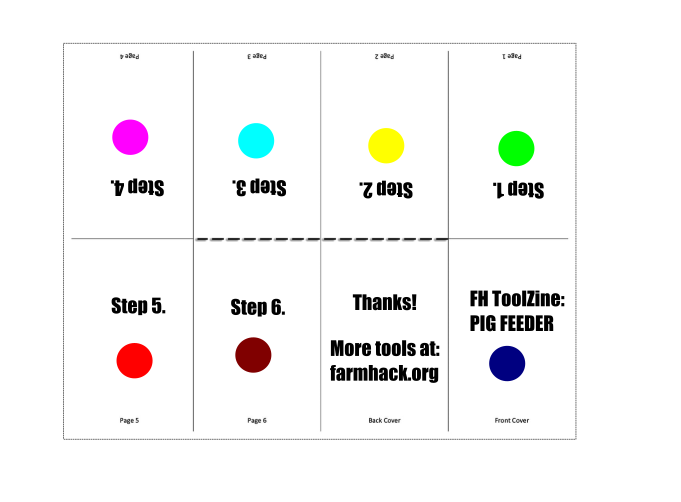 Page 4
Page 3
Page 2
Page 1
Step 4.
Step 3.
Step 2.
Step 1.
Step 5.
Step 6.
Thanks!
More tools at:
farmhack.org
FH ToolZine:
PIG FEEDER
Page 5
Page 6
Back Cover
Front Cover